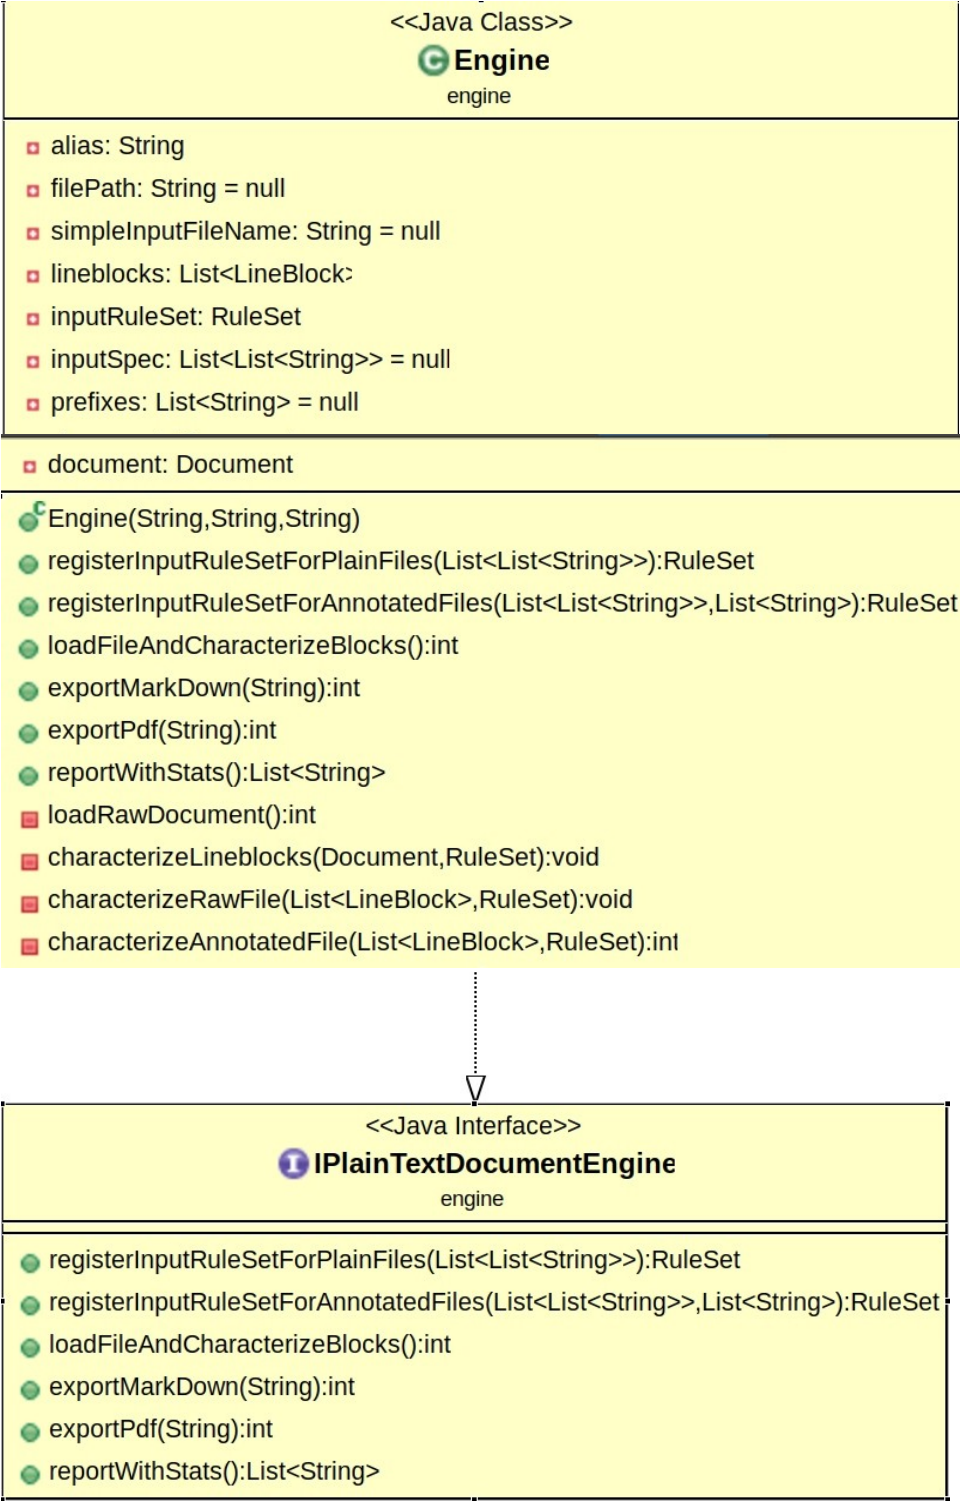 <<Java Class>>
Engine
engine
alias: String
filePath: String = null
simpleInputFileName: String = null
lineblocks: List<LineBlock>
inputRuleSet: RuleSet
inputSpec: List<List<String>> = null
prefixes: List<String> = null
document: Document
Engine(String,String,String)
registerInputRuleSetForPlainFiles(List<List<String>>):RuleSet
registerInputRuleSetForAnnotatedFiles(List<List<String>>,List<String>):RuleSet
loadFileAndCharacterizeBlocks():int
exportMarkDown(String):int
exportPdf(String):int
reportWithStats():List<String>
loadRawDocument():int
characterizeLineblocks(Document,RuleSet):void
characterizeRawFile(List<LineBlock>,RuleSet):void
characterizeAnnotatedFile(List<LineBlock>,RuleSet):int
<<Java Interface>>
IPlainTextDocumentEngine
engine
registerInputRuleSetForPlainFiles(List<List<String>>):RuleSet
registerInputRuleSetForAnnotatedFiles(List<List<String>>,List<String>):RuleSet
loadFileAndCharacterizeBlocks():int
exportMarkDown(String):int
exportPdf(String):int
reportWithStats():List<String>